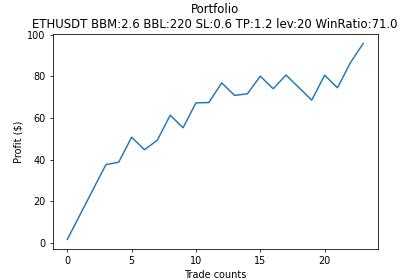 Portfolio
ETHUSDT BBM:2.6 BBL:220 SL:0.6 TP:1.2 lev:20 WinRatio:71.0
100
80
60
40
20
0
Profit ($)
0 5 10 15 20
Trade counts